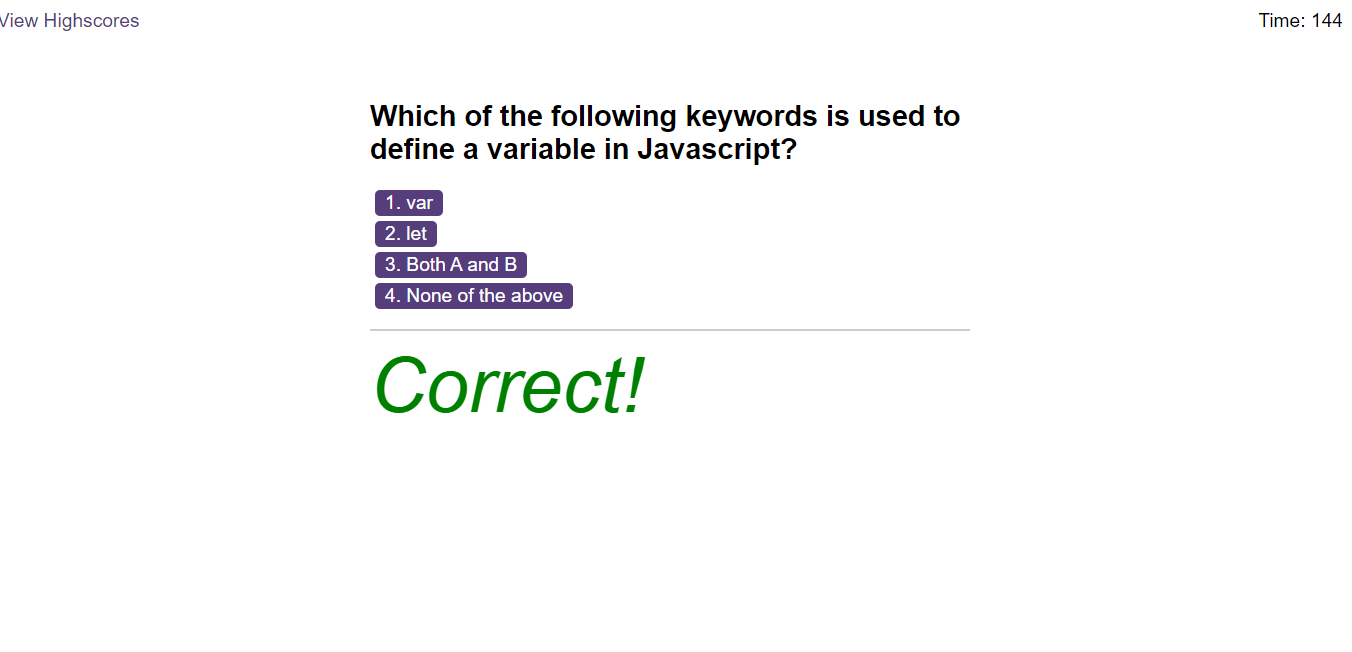 View Highscores
Time: 144
Which of the following keywords is used to
define a variable in Javascript?
1. var
2. let
3. Both A and B
4. None of the above
Correct!